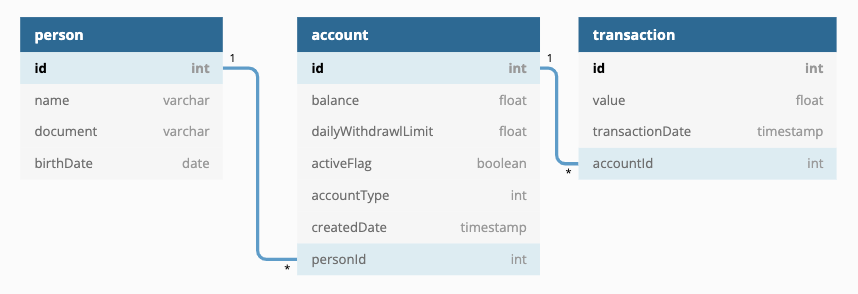 person
id int
name varchar
document varchar
birthDate date
1
*
account
id int
balance float
dailyWithdrawlLimit float
activeFlag boolean
accountType int
createdDate timestamp
personId int
1
*
transaction
id int
value float
transactionDate timestamp
accountId int